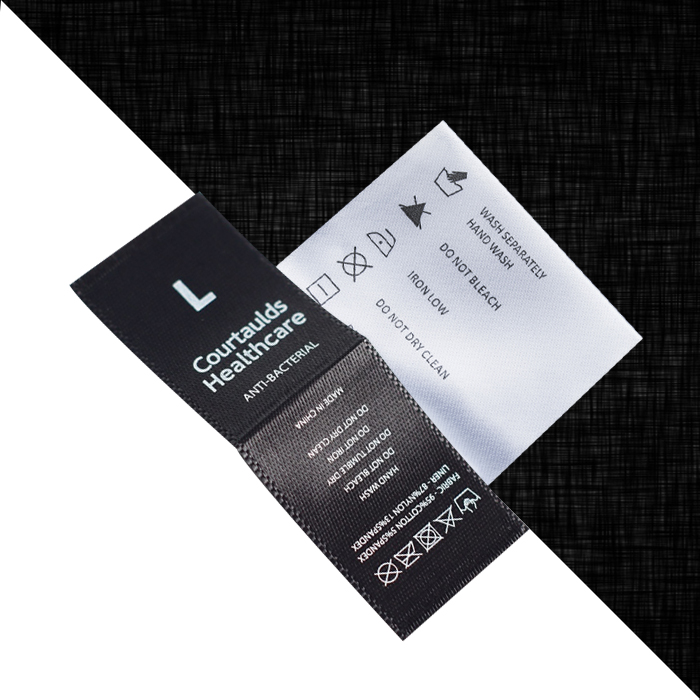 L
Courtaulds
Healthcare
ANTI-BACTERIAL
FABRIC - 95%COTTON 5%SPANDEX
LINER - 87%NYLON 13%SPANDEX
HAND WASH
DO NOT BLEACH
DO NOT TUMBLE DRY
DO NOT IRON
DO NOT DRY CLEAN
MADE IN CHINA
WASH SEPARATELY
HAND WASH
DO NOT BLEACH
IRON LOW
DO NOT DRY CLEAN